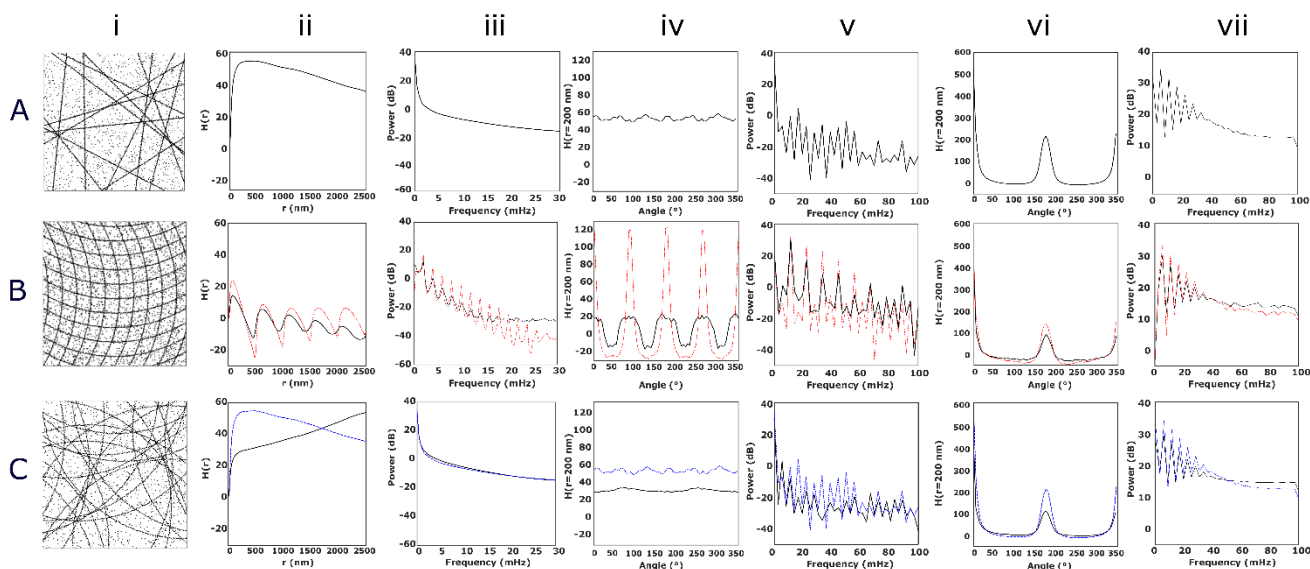 i ii iii iv v vi vii
A
H(r)
60
40
20
0
-20
0 500 1000 1500 2000 2500
r (nm)
Power (dB)
40
20
0
-20
-40
-60
0 5 10 15 20 25 30
Frequency (mHz)
H(r=200 nm)
120
100
80
60
40
20
0
-20
0 50 100 150 200 250 300 350
Angle (°)
Power (dB)
40
20
0
-20
-40
0 20 40 60 80 100
Frequency (mHz)
H(r=200 nm)
600
500
400
300
200
100
0
0 50 100 150 200 250 300 350
Angle (°)
Power (dB)
40
30
20
10
0
0 20 40 60 80 100
Frequency (mHz)
B
H(r)
60
40
20
0
-20
0 500 1000 1500 2000 2500
r (nm)
Power (dB)
40
20
0
-20
-40
-60
0 5 10 15 20 25 30
Frequency (mHz)
H(r=200 nm)
120
100
80
60
40
20
0
-20
0 50 100 150 200 250 300 350
Angle (°)
Power (dB)
40
20
0
-20
-40
0 20 40 60 80 100
Frequency (mHz)
H(r=200 nm)
600
500
400
300
200
100
0
0 50 100 150 200 250 300 350
Angle (°)
Power (dB)
40
30
20
10
0
0 20 40 60 80 100
Frequency (mHz)
C
H(r)
60
40
20
0
-20
0 500 1000 1500 2000 2500
r (nm)
Power (dB)
40
20
0
-20
-40
-60
0 5 10 15 20 25 30
Frequency (mHz)
H(r=200 nm)
120
100
80
60
40
20
0
-20
0 50 100 150 200 250 300 350
Angle (°)
Power (dB)
40
20
0
-20
-40
0 20 40 60 80 100
Frequency (mHz)
H(r=200 nm)
600
500
400
300
200
100
0
0 50 100 150 200 250 300 350
Angle (°)
Power (dB)
40
30
20
10
0
0 20 40 60 80 100
Frequency (mHz)